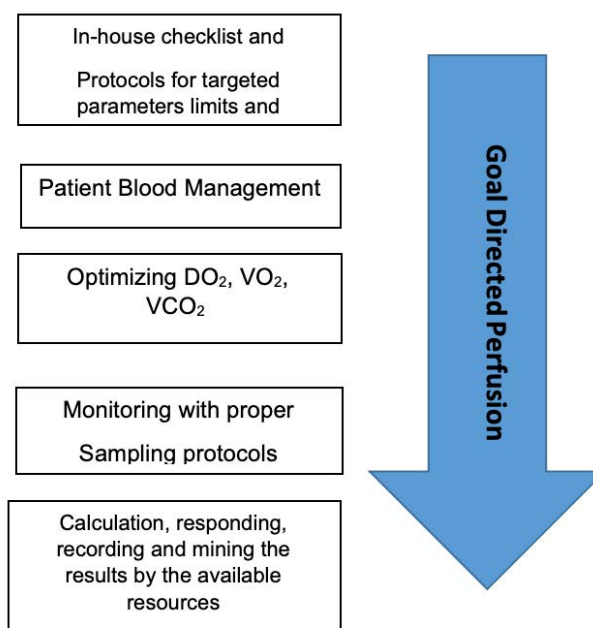 In-house checklist and
Protocols for targeted
parameters limits and
Patient Blood Management
Optimizing DO₂, VO₂,
VCO₂
Monitoring with proper
Sampling protocols
Calculation, responding,
recording and mining the
results by the available
resources
Goal Directed Perfusion